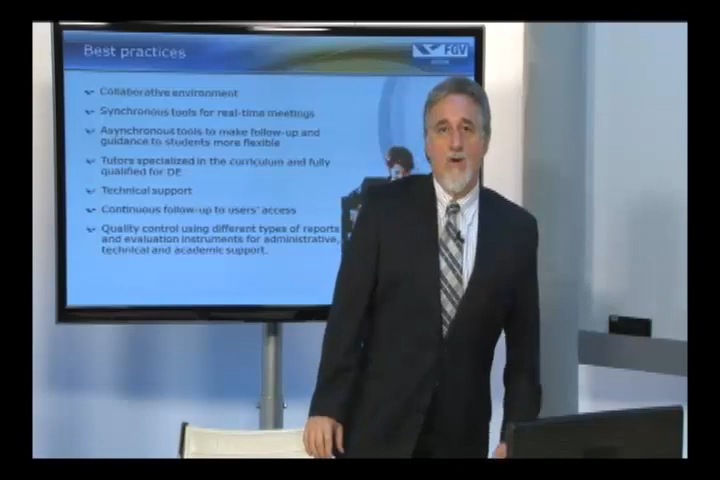 Best practices
FGV
Collaborative environment
Synchronous tools for real-time meetings
Asynchronous tools to make follow-up and
guidance to students more flexible
Tutors specialized in the curriculum and fully
qualified for DE
Technical support
Continuous follow-up to users' access
Quality control using different types of reports
and evaluation instruments for administrative,
technical and academic support.